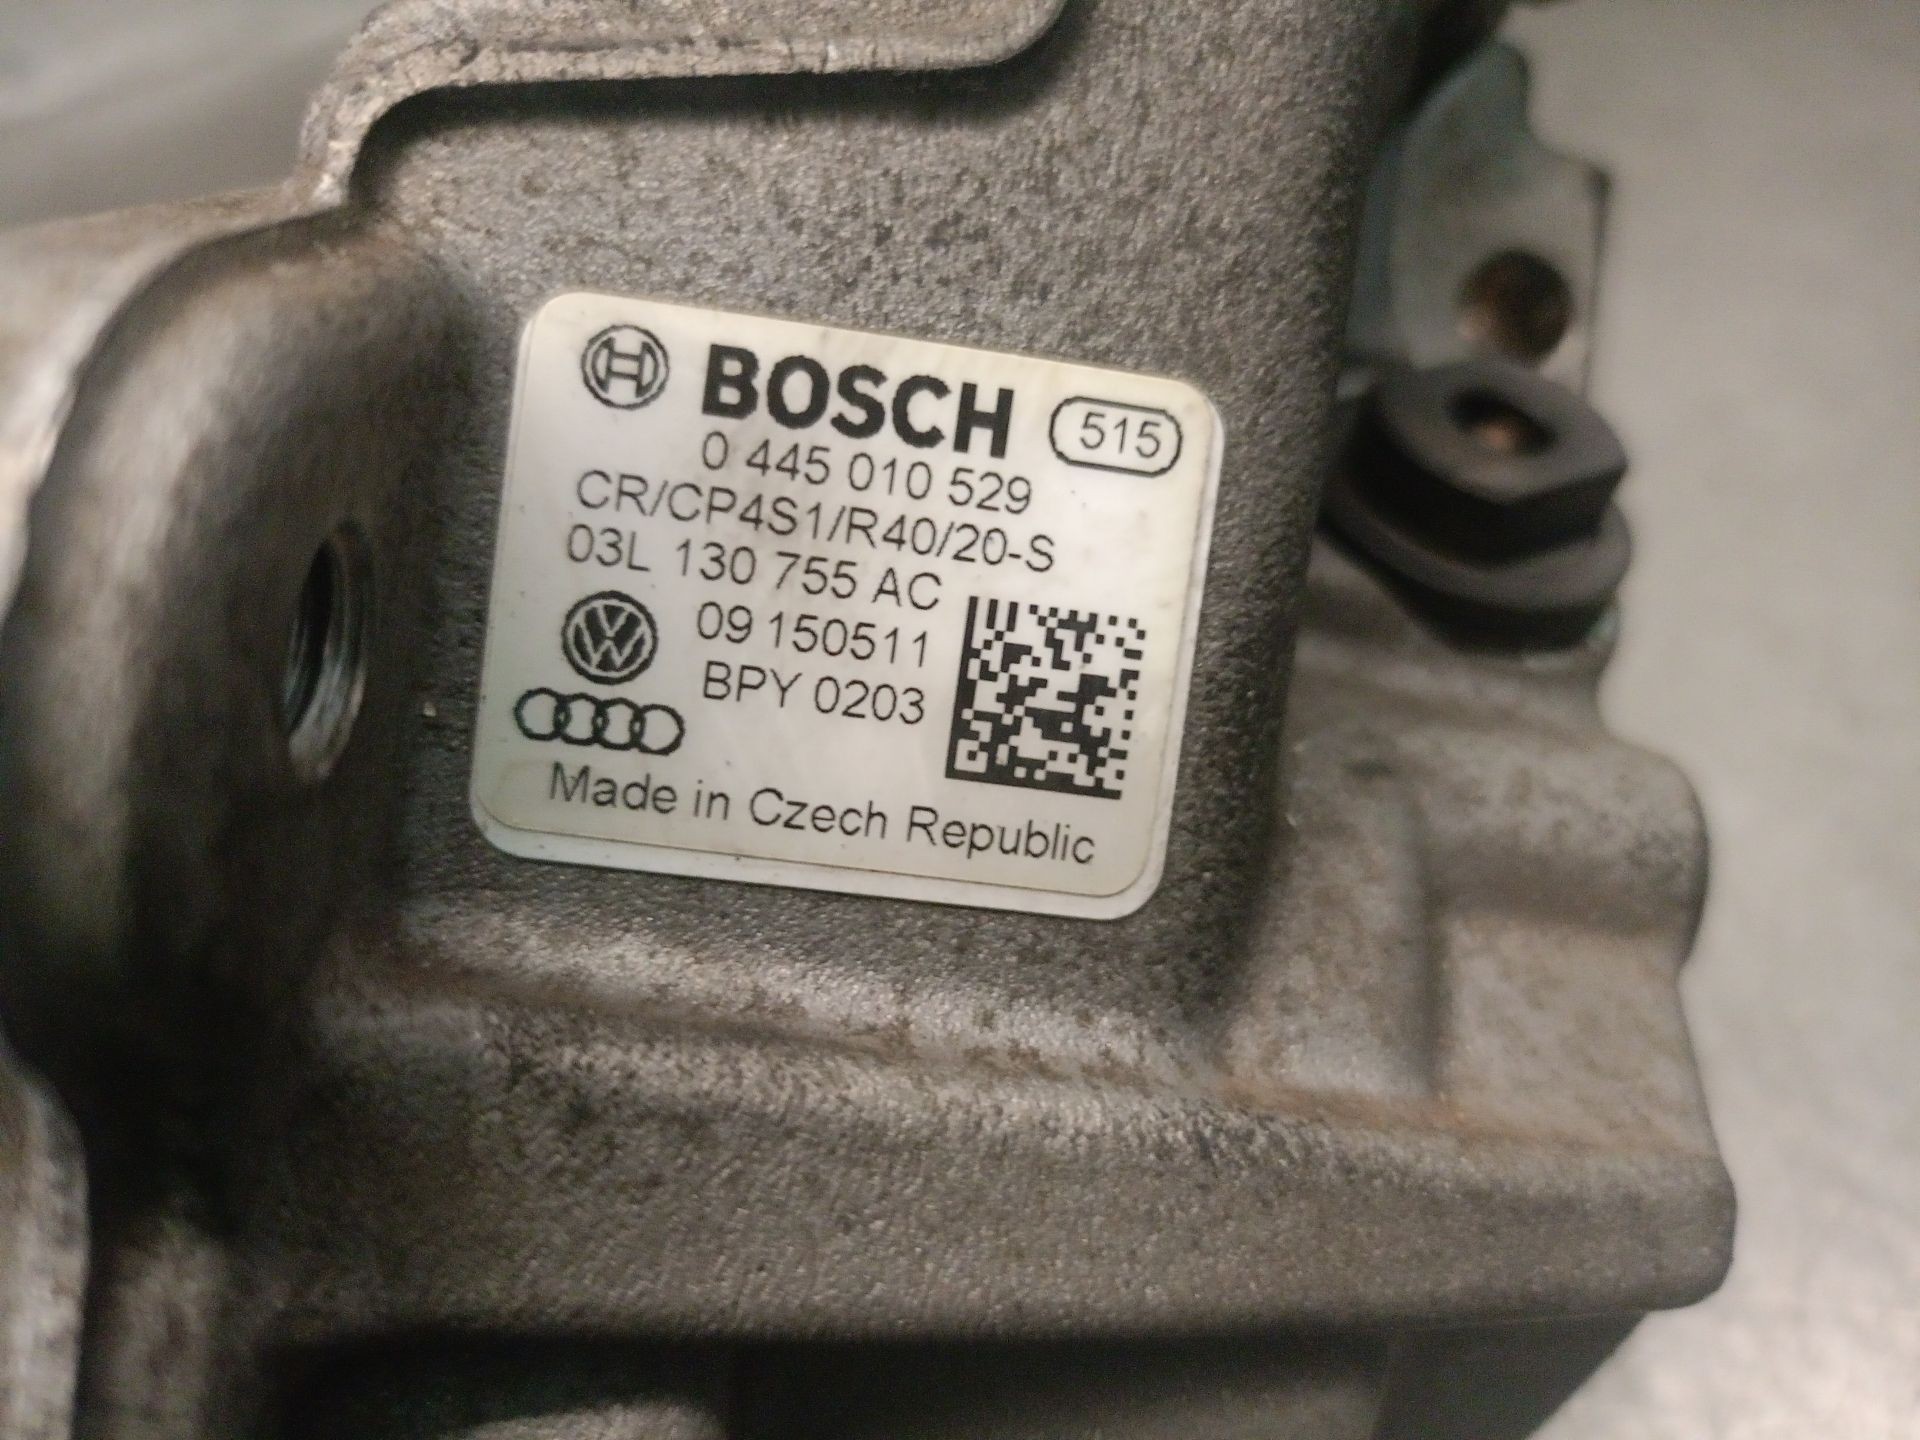 BOSCH 515
0 445 010 529
CR/CP4S1/R40/20-S
03L 130 755 AC
09 150511
BPY 0203
Made in Czech Republic